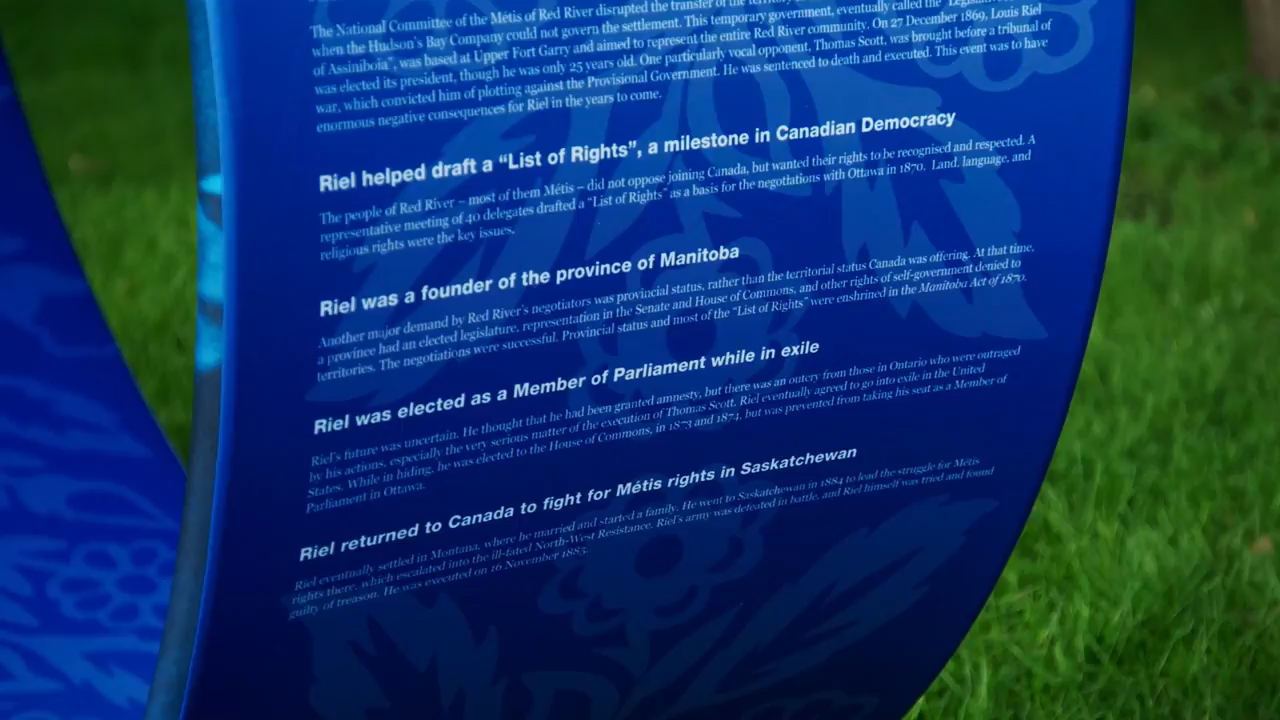 The National Committee of the Métis of Red River disrupted the transfer of the territory
when the Hudson's Bay Company could not govern the settlement. This temporary government, eventually called the "Legislative
of Assiniboia", was based at Upper Fort Garry and aimed to represent the entire Red River community. On 27 December 1869, Louis Riel
was elected its president, though he was only 25 years old. One particularly vocal opponent, Thomas Scott, was brought before a tribunal of
war, which convicted him of plotting against the Provisional Government. He was sentenced to death and executed. This event was to have
enormous negative consequences for Riel in the years to come.
Riel helped draft a "List of Rights", a milestone in Canadian Democracy
The people of Red River – most of them Métis – did not oppose joining Canada, but wanted their rights to be recognised and respected. A
representative meeting of 40 delegates drafted a "List of Rights" as a basis for the negotiations with Ottawa in 1870. Land, language, and
religious rights were the key issues.
Riel was a founder of the province of Manitoba
Another major demand by Red River's negotiators was provincial status, rather than the territorial status Canada was offering. At that time,
a province had an elected legislature, representation in the Senate and House of Commons, and other rights of self-government denied to
territories. The negotiations were successful. Provincial status and most of the "List of Rights" were enshrined in the Manitoba Act of 1870.
Riel was elected as a Member of Parliament while in exile
Riel's future was uncertain. He thought that he had been granted amnesty, but there was an outcry from those in Ontario who were outraged
by his actions, especially the very serious matter of the execution of Thomas Scott. Riel eventually agreed to go into exile in the United
States. While in hiding, he was elected to the House of Commons, in 1873 and 1874, but was prevented from taking his seat as a Member of
Parliament in Ottawa.
Riel returned to Canada to fight for Métis rights in Saskatchewan
Riel eventually settled in Montana, where he married and started a family. He went to Saskatchewan in 1884 to lead the struggle for Métis
rights there, which escalated into the ill-fated North-West Resistance. Riel's army was defeated in battle, and Riel himself was tried and found
guilty of treason. He was executed on 16 November 1885.